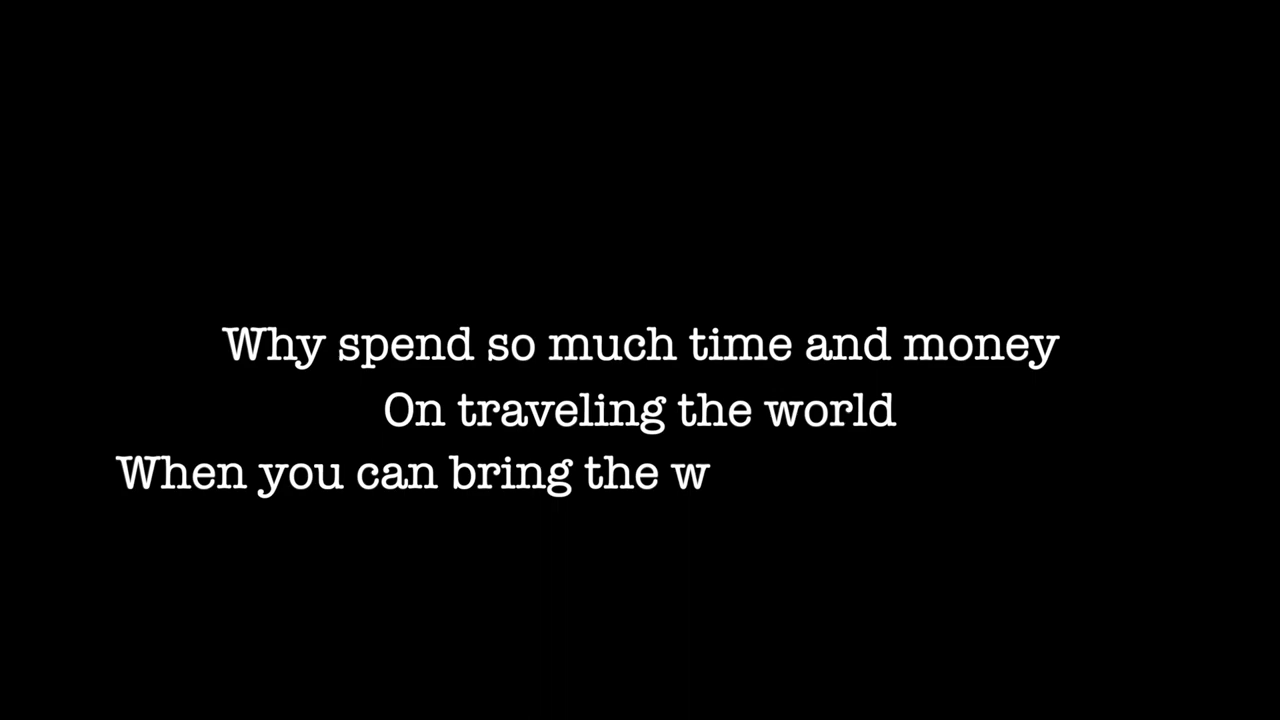 Why spend so much time and money
On traveling the world
When you can bring the w